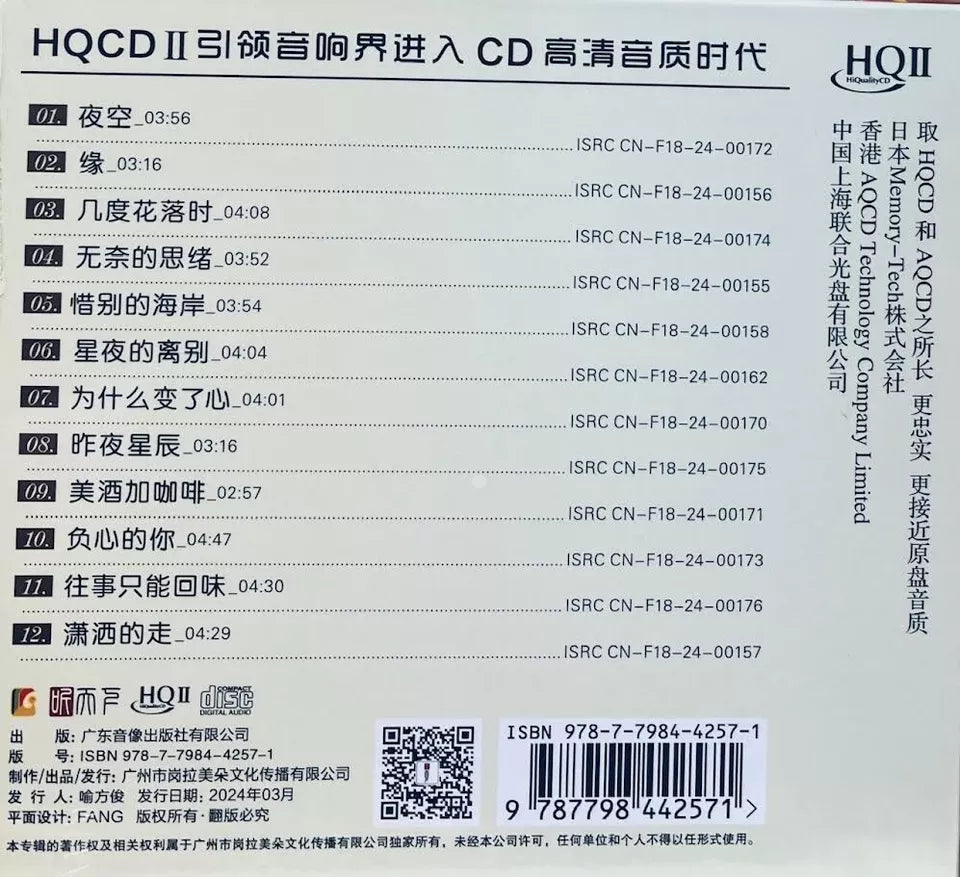 HQCDⅡ引领音响界进入CD高清音质时代
HQⅡ
HiQualityCD
取 HQCD 和 AQCD之所长 更忠实 更接近原盘音质
日本Memory-Tech株式会社
香港 AQCD Technology Company Limited
中国上海联合光盘有限公司
01. 夜空_03:56
ISRC CN-F18-24-00172
02. 缘_03:16
ISRC CN-F18-24-00156
03. 几度花落时_04:08
ISRC CN-F18-24-00174
04. 无奈的思绪_03:52
ISRC CN-F18-24-00155
05. 惜别的海岸_03:54
ISRC CN-F18-24-00158
06. 星夜的离别_04:04
ISRC CN-F18-24-00162
07. 为什么变了心_04:01
ISRC CN-F18-24-00170
08. 昨夜星辰_03:16
ISRC CN-F18-24-00175
09. 美酒加咖啡_02:57
ISRC CN-F18-24-00171
10. 负心的你_04:47
ISRC CN-F18-24-00173
11. 往事只能回味_04:30
ISRC CN-F18-24-00176
12. 潇洒的走_04:29
ISRC CN-F18-24-00157
HQⅡ
HiQualityCD
COMPACT
disc
DIGITAL AUDIO
出 版: 广东音像出版社有限公司
版 号: ISBN 978-7-7984-4257-1
制作/出品/发行: 广州市岗拉美朵文化传播有限公司
发 行 人: 喻方俊 发行日期: 2024年03月
平面设计: FANG 版权所有·翻版必究
ISBN 978-7-7984-4257-1
9 787798 442571 >
本专辑的著作权及相关权利属于广州市岗拉美朵文化传播有限公司独家所有，未经本公司许可，任何单位和个人不得以任形式使用。